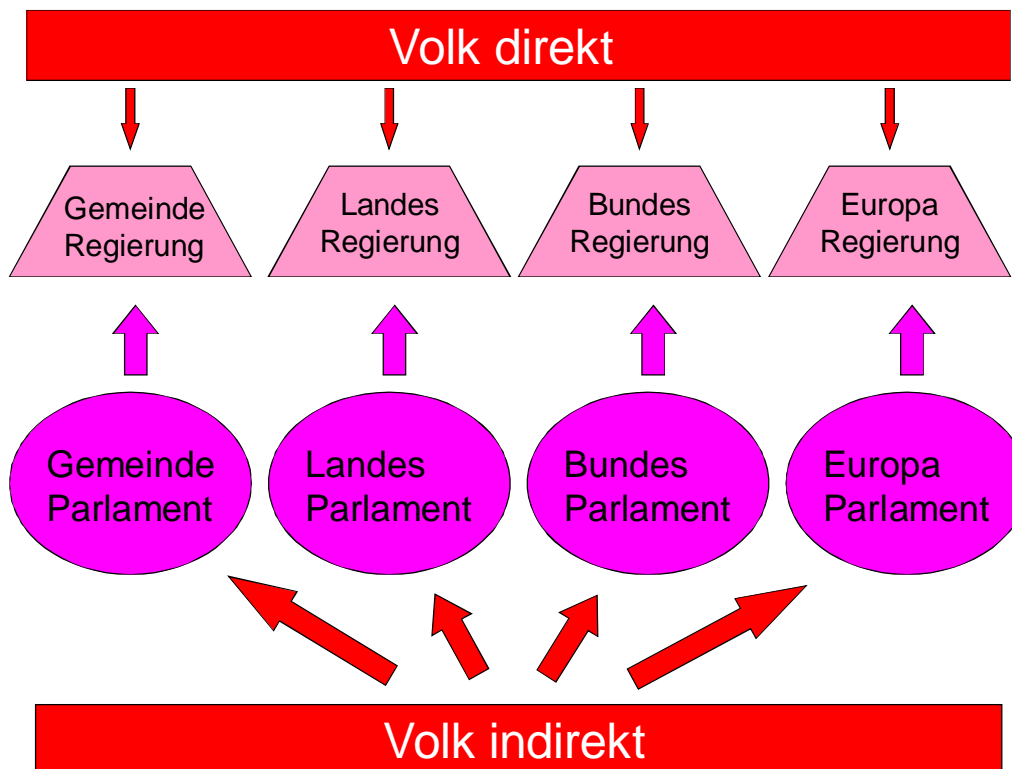 Volk direkt
Gemeinde
Regierung
Landes
Regierung
Bundes
Regierung
Europa
Regierung
Gemeinde
Parlament
Landes
Parlament
Bundes
Parlament
Europa
Parlament
Volk indirekt